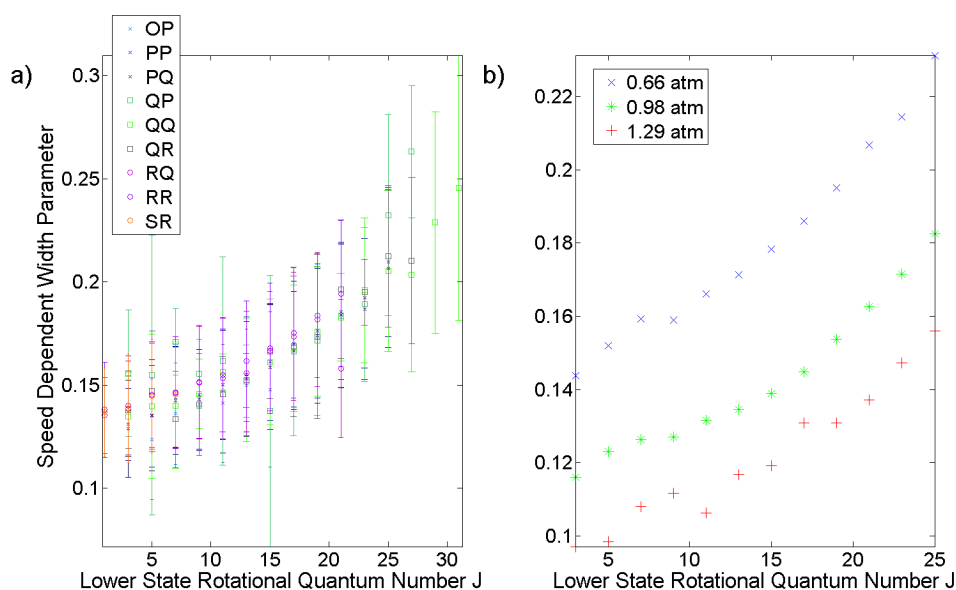 a)
Speed Dependent Width Parameter
0.3
0.25
0.2
0.15
0.1
OP
PP
PQ
QP
QQ
QR
RQ
RR
SR
5
10
15
20
25
30
Lower State Rotational Quantum Number J
b)
0.66 atm
0.98 atm
1.29 atm
0.22
0.2
0.18
0.16
0.14
0.12
0.1
5
10
15
20
25
Lower State Rotational Quantum Number J